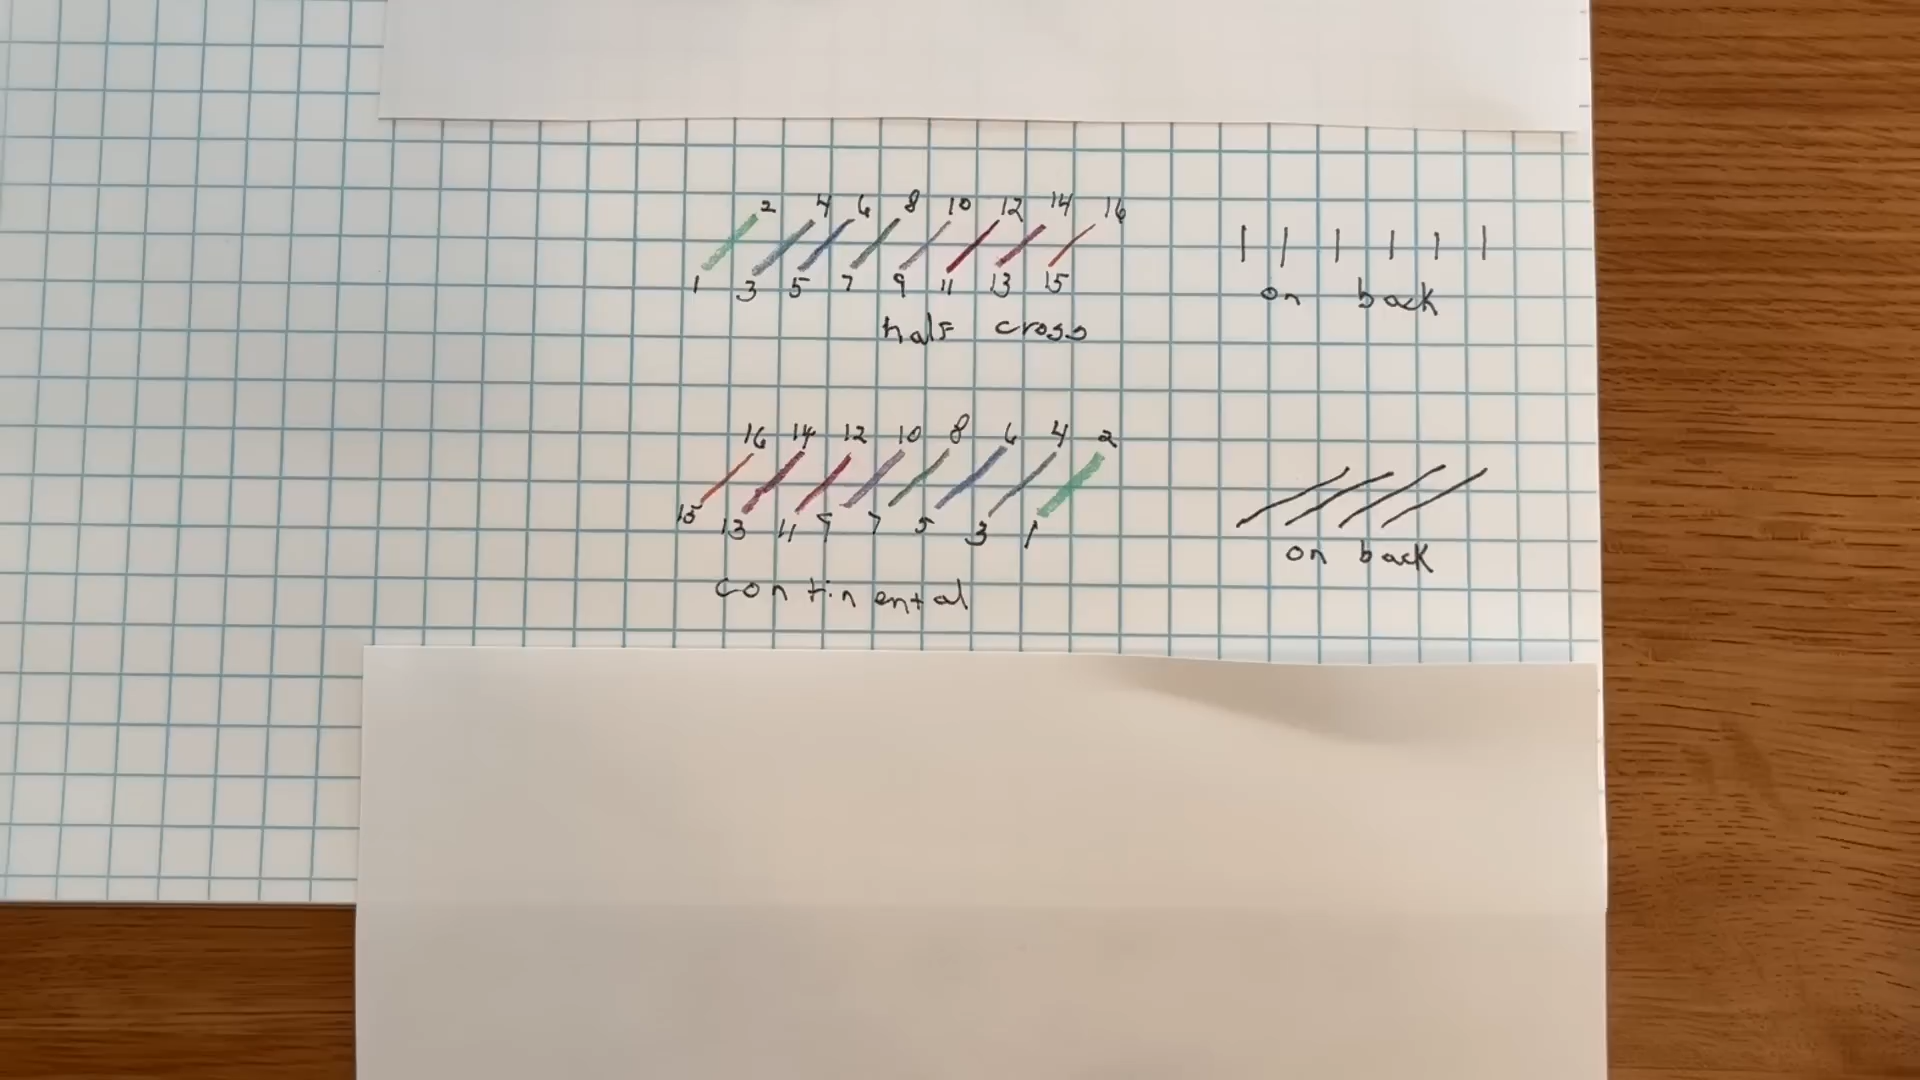 2 4 6 8 10 12 14 16
1 3 5 7 9 11 13 15
on back
half cross
16 14 12 10 8 6 4 2
15 13 11 9 7 5 3 1
on back
continental